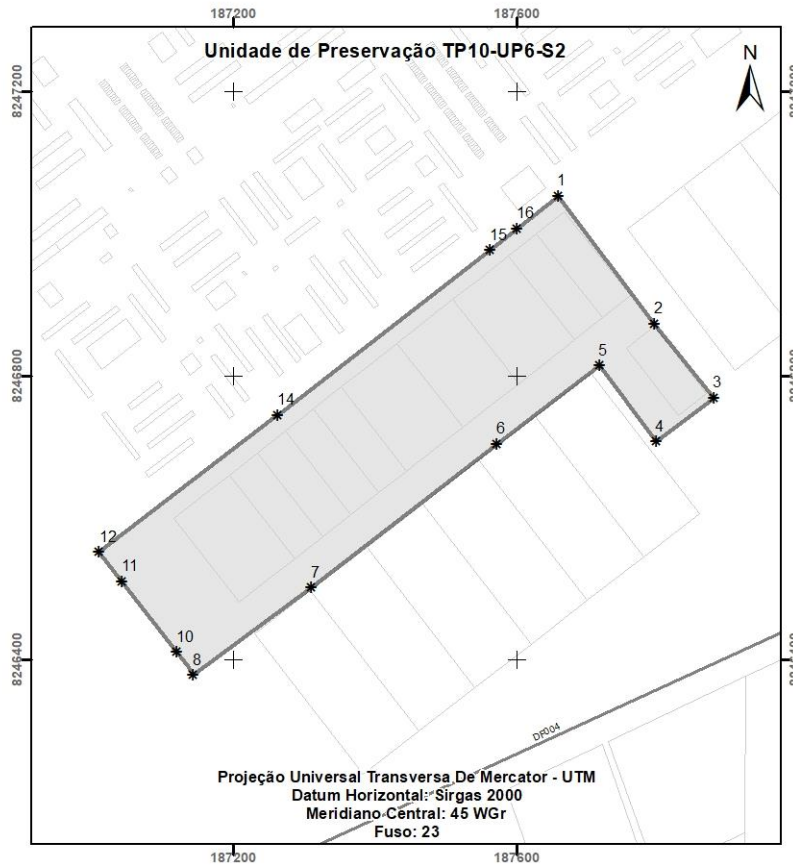 187200 187600
Unidade de Preservação TP10-UP6-S2
N
8247200
1
16
15
2
5
3
8246800
14
4
6
12
11
7
10
8
8246400 8246400
DF004
Projeção Universal Transversa De Mercator - UTM
Datum Horizontal: Sirgas 2000
Meridiano Central: 45 WGr
Fuso: 23
187200 187600